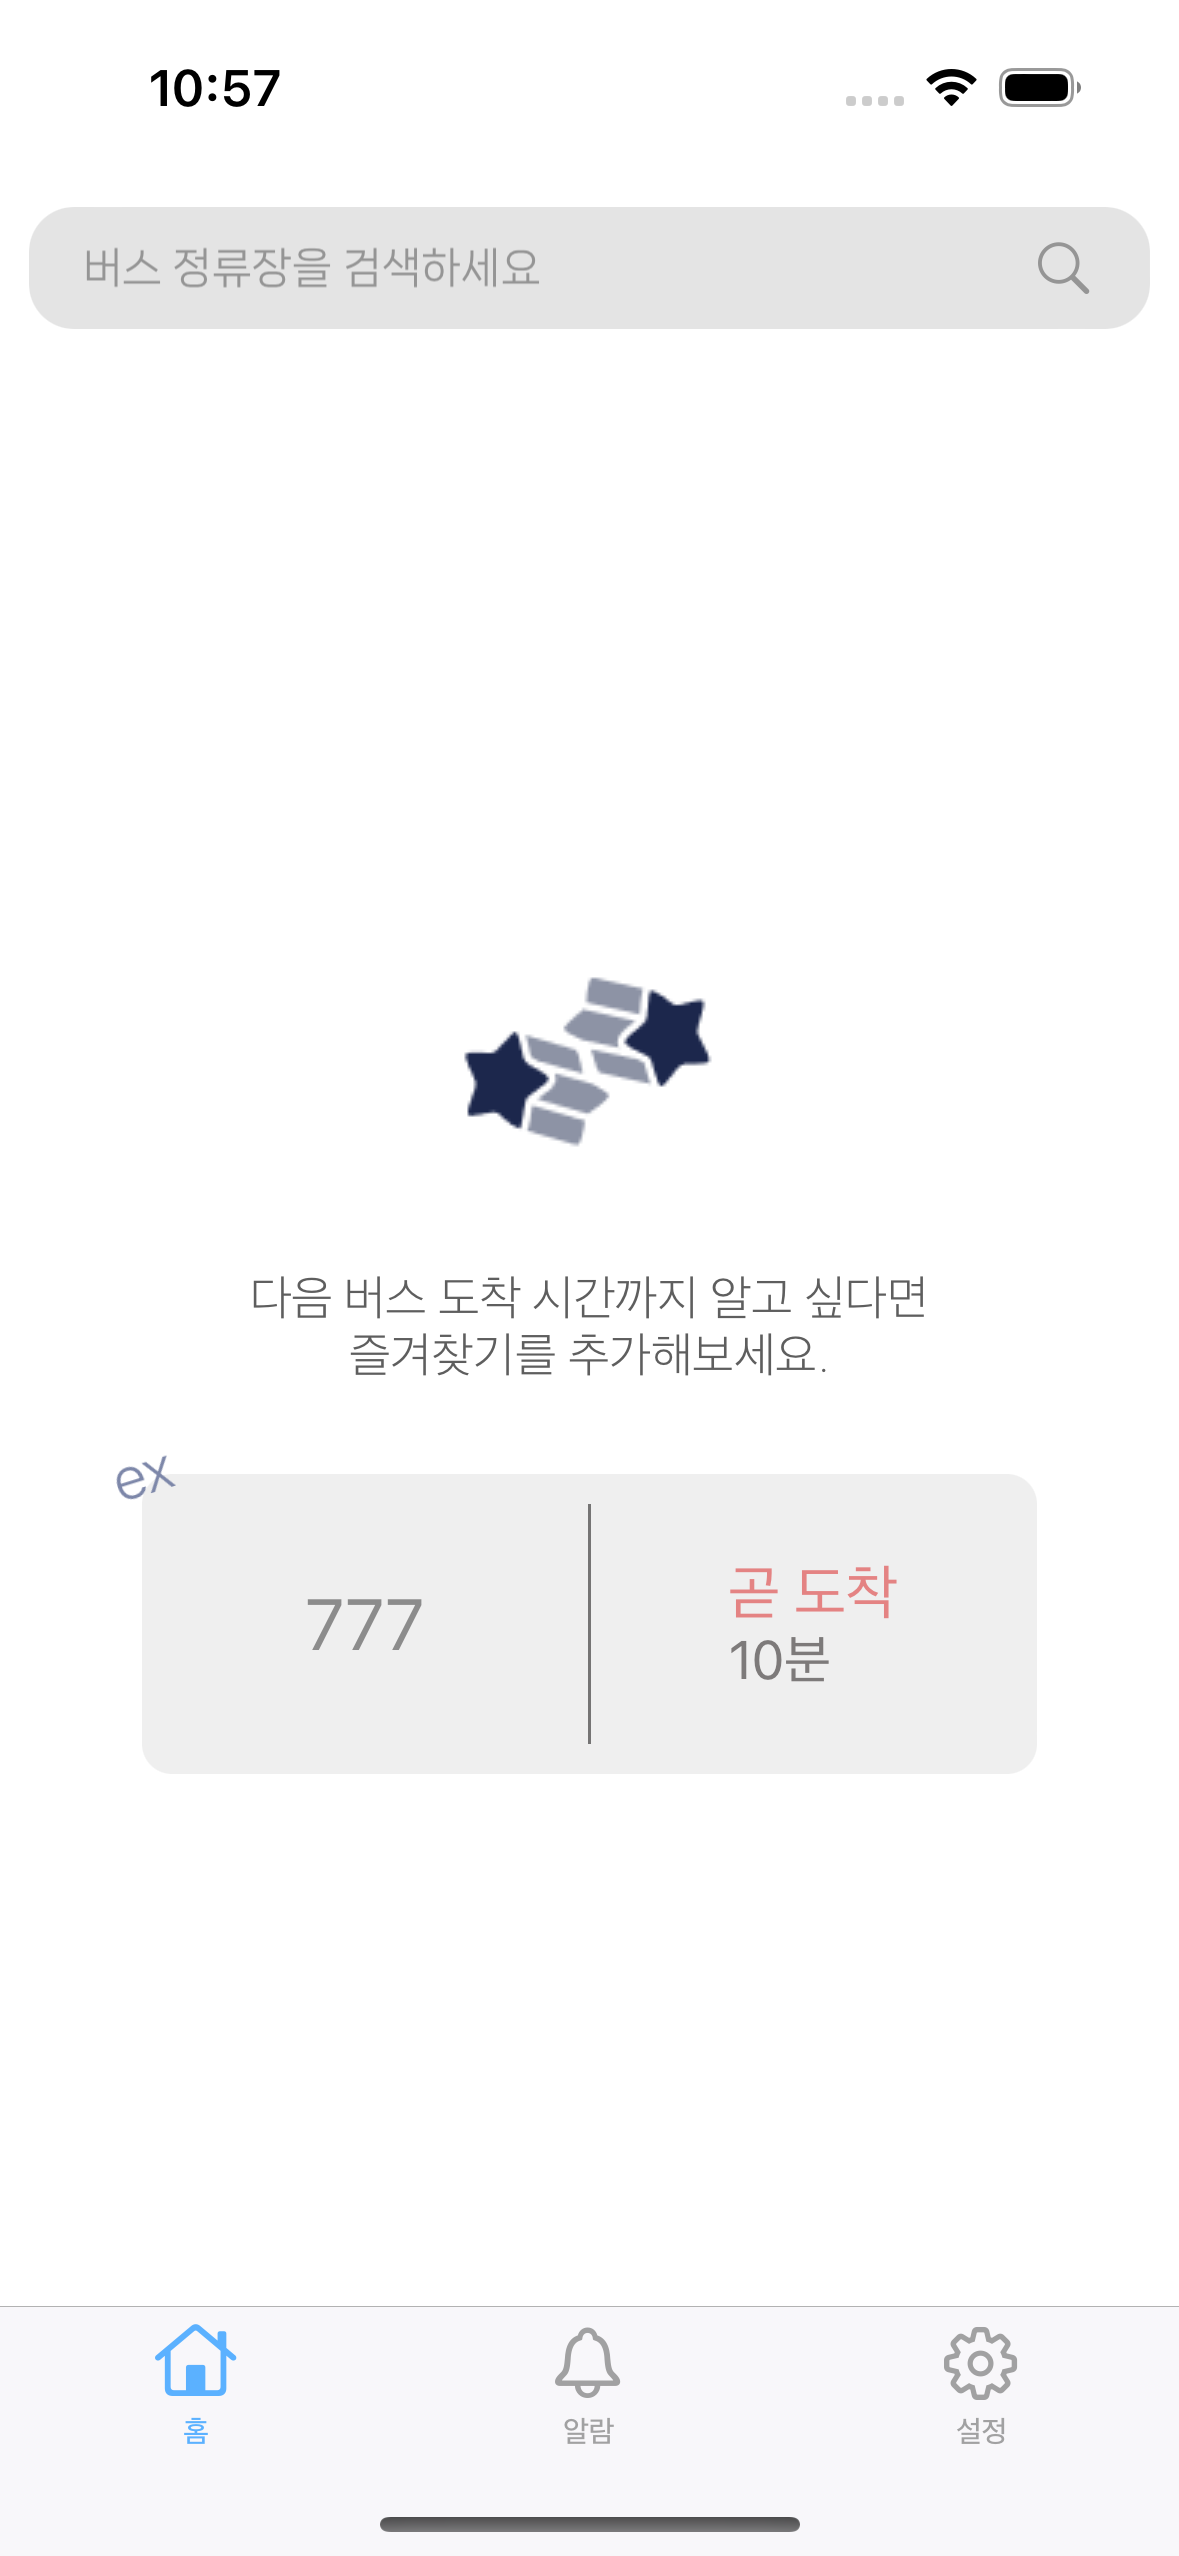 10:57
버스 정류장을 검색하세요
다음 버스 도착 시간까지 알고 싶다면
즐겨찾기를 추가해보세요.
ex
777
곧 도착
10분
홈
알람
설정